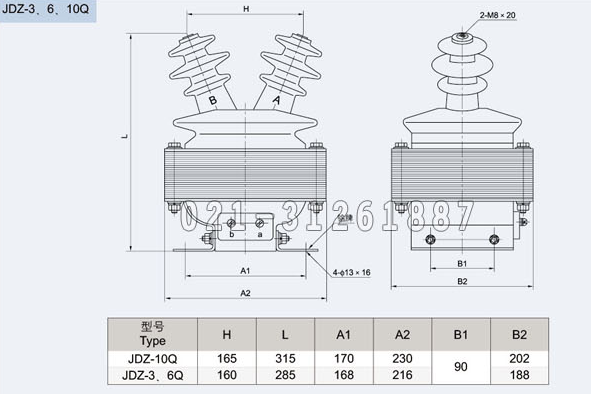 JDZ-3、6、10Q
H
2-M8×20
B
A
L
021-31261887
铭牌
b
a
A1
4-φ13×16
A2
B1
B2
型号
Type
H
L
A1
A2
B1
B2
JDZ-10Q
165
315
170
230
90
202
JDZ-3、6Q
160
285
168
216
188